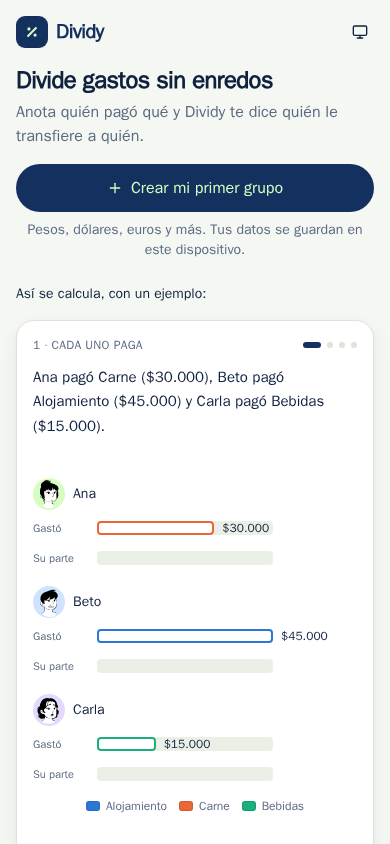 Dividy
Divide gastos sin enredos
Anota quién pagó qué y Dividy te dice quién le
transfiere a quién.
Crear mi primer grupo
Pesos, dólares, euros y más. Tus datos se guardan en
este dispositivo.
Así se calcula, con un ejemplo:
1 · CADA UNO PAGA
Ana pagó Carne ($30.000), Beto pagó
Alojamiento ($45.000) y Carla pagó Bebidas
($15.000).
Ana
Gastó $30.000
Su parte
Beto
Gastó $45.000
Su parte
Carla
Gastó $15.000
Su parte
Alojamiento Carne Bebidas